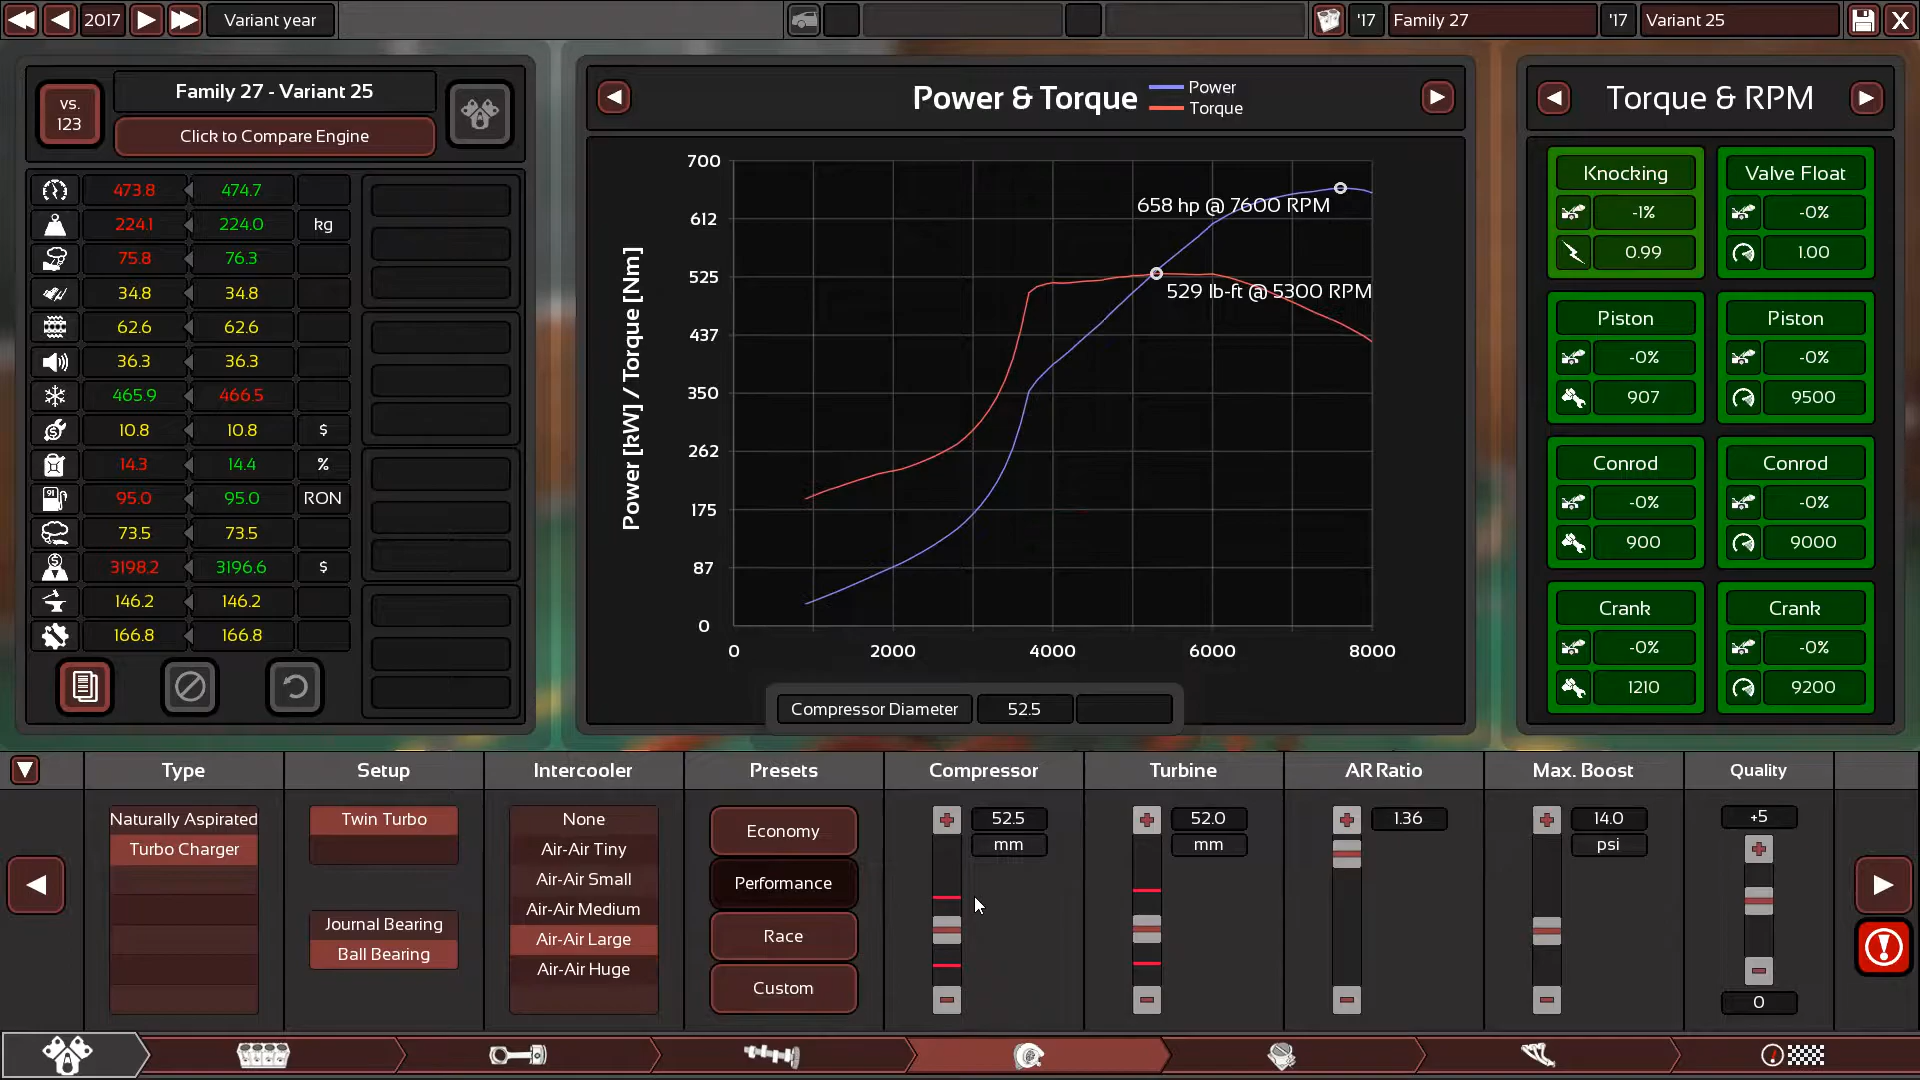 2017
Variant year
'17
Family 27
'17
Variant 25
vs.
123
Family 27 - Variant 25
Click to Compare Engine
473.8 474.7
224.1 224.0 kg
75.8 76.3
34.8 34.8
62.6 62.6
36.3 36.3
465.9 466.5
10.8 10.8 $
14.3 14.4 %
91
95.0 95.0 RON
73.5 73.5
3198.2 3196.6 $
146.2 146.2
166.8 166.8
Power & Torque
Power
Torque
Power [kW] / Torque [Nm]
700
612
525
437
350
262
175
87
0
0 2000 4000 6000 8000
658 hp @ 7600 RPM
529 lb-ft @ 5300 RPM
Compressor Diameter 52.5
Torque & RPM
Knocking Valve Float
-1% -0%
0.99 1.00
Piston Piston
-0% -0%
907 9500
Conrod Conrod
-0% -0%
900 9000
Crank Crank
-0% -0%
1210 9200
Type
Naturally Aspirated
Turbo Charger
Setup
Twin Turbo
Journal Bearing
Ball Bearing
Intercooler
None
Air-Air Tiny
Air-Air Small
Air-Air Medium
Air-Air Large
Air-Air Huge
Presets
Economy
Performance
Race
Custom
Compressor
52.5
mm
Turbine
52.0
mm
AR Ratio
1.36
Max. Boost
14.0
psi
Quality
+5
0